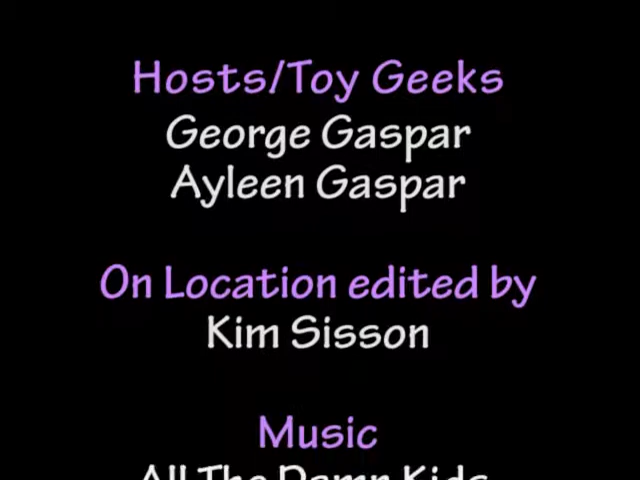 Hosts/Toy Geeks
George Gaspar
Ayleen Gaspar
On Location edited by
Kim Sisson
Music
All The Damn Kids